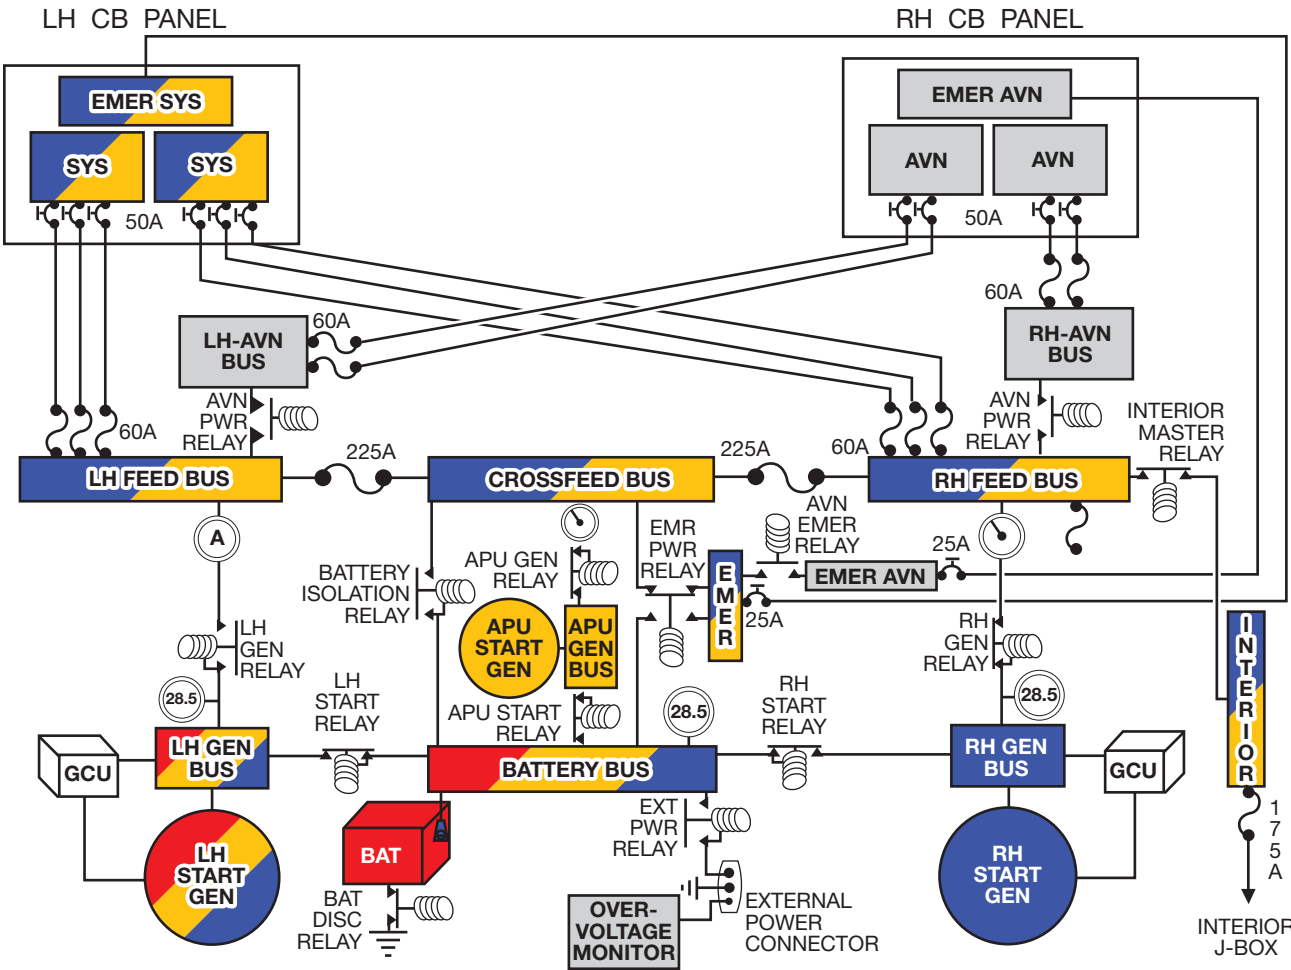 LH CB PANEL
RH CB PANEL
EMER SYS
SYS
SYS
50A
EMER AVN
AVN
AVN
50A
60A
LH-AVN
BUS
60A
RH-AVN
BUS
AVN
PWR
RELAY
60A
AVN
PWR
RELAY
INTERIOR
MASTER
RELAY
225A
225A
60A
LH FEED BUS
CROSSFEED BUS
RH FEED BUS
A
BATTERY
ISOLATION
RELAY
APU GEN
RELAY
EMR
PWR
RELAY
AVN
EMER
RELAY
EMER
25A
EMER AVN
25A
APU
START
GEN
APU
GEN
BUS
LH
GEN
RELAY
RH
GEN
RELAY
INTERIOR
28.5
LH
START
RELAY
APU START
RELAY
28.5
RH
START
RELAY
28.5
GCU
LH GEN
BUS
BATTERY BUS
RH GEN
BUS
GCU
LH
START
GEN
BAT
BAT
DISC
RELAY
EXT
PWR
RELAY
OVER-
VOLTAGE
MONITOR
EXTERNAL
POWER
CONNECTOR
RH
START
GEN
175A
INTERIOR
J-BOX